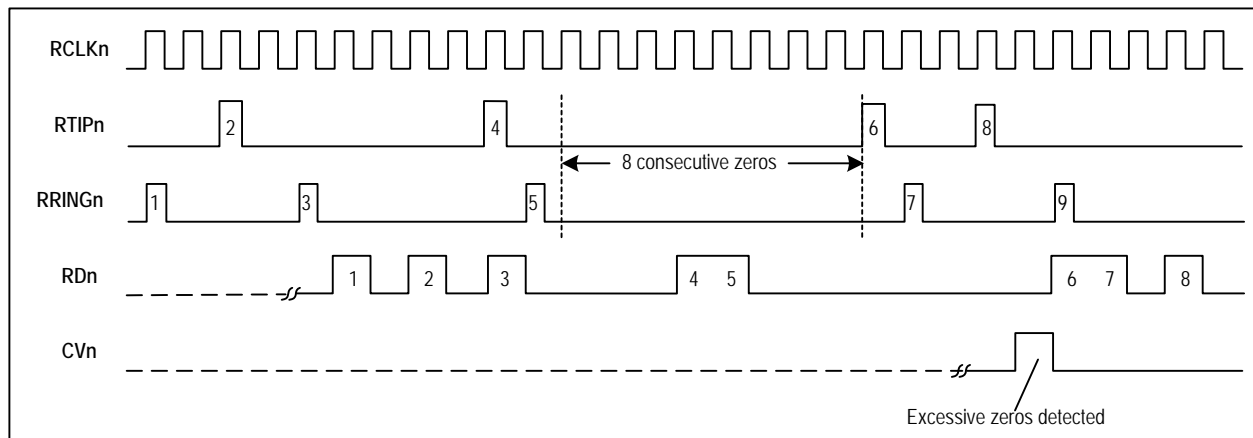 RCLKn
RTIPn
2 4 6 8
8 consecutive zeros
RRINGn
1 3 5 7 9
RDn
1 2 3 4 5 6 7 8
CVn
Excessive zeros detected